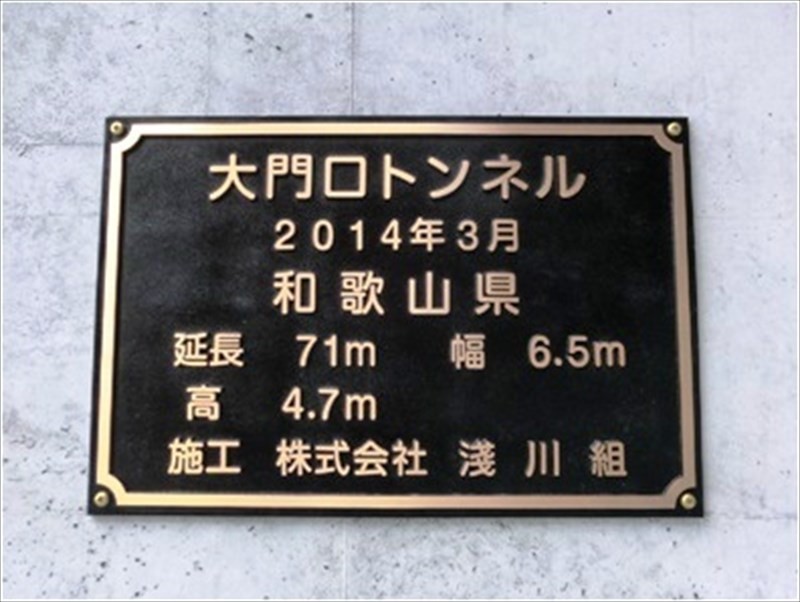 大門口トンネル
2014年3月
和歌山県
延長 71m 幅 6.5m
高 4.7m
施工 株式会社 淺川組